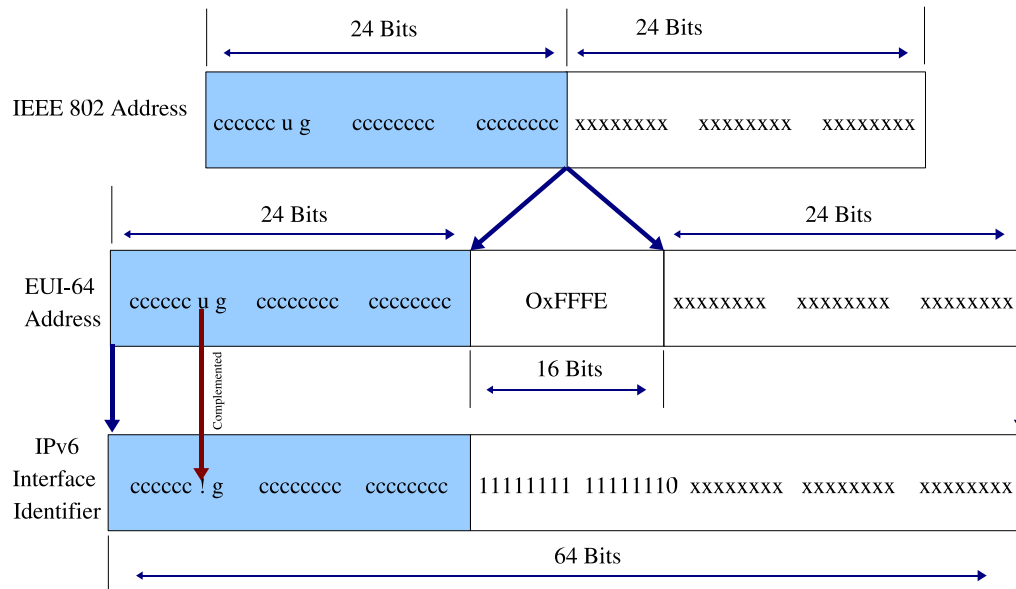 24 Bits 24 Bits
IEEE 802 Address
cccccc u g cccccccc cccccccc xxxxxxxx xxxxxxxx xxxxxxxx
24 Bits 24 Bits
EUI-64
Address
cccccc u g cccccccc cccccccc OxFFFE xxxxxxxx xxxxxxxx xxxxxxxx
16 Bits
Complemented
IPv6
Interface
Identifier
cccccc ! g cccccccc cccccccc 11111111 11111110 xxxxxxxx xxxxxxxx xxxxxxxx
64 Bits